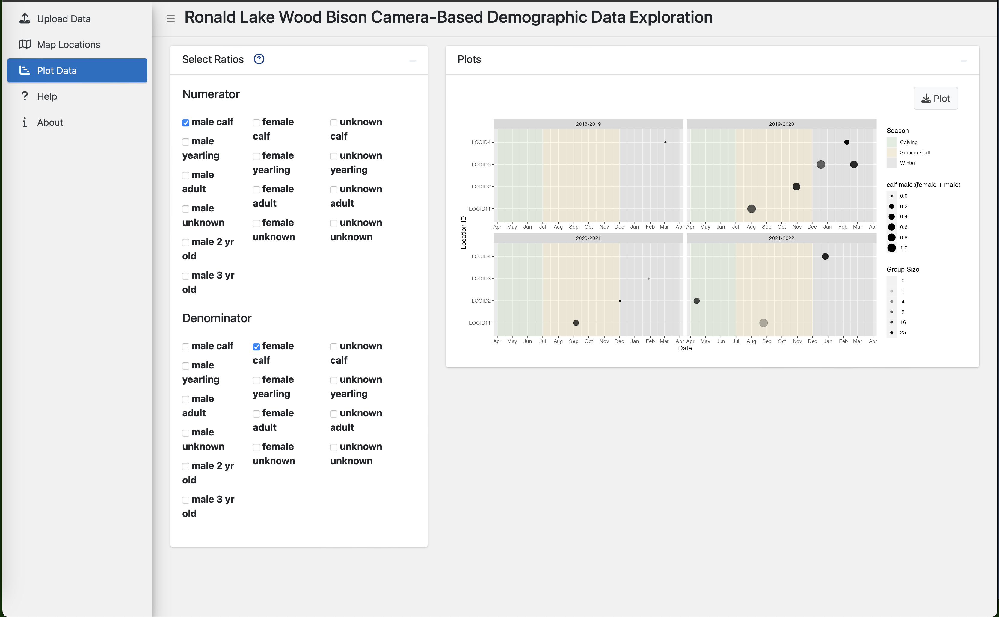 Upload Data
Map Locations
Plot Data
Help
About
Ronald Lake Wood Bison Camera-Based Demographic Data Exploration
Select Ratios ?
Numerator
male calf
male
yearling
male
adult
male
unknown
male 2 yr
old
male 3 yr
old
female
calf
female
yearling
female
adult
female
unknown
unknown
calf
unknown
yearling
unknown
adult
unknown
unknown
Denominator
male calf
male
yearling
male
adult
male
unknown
male 2 yr
old
male 3 yr
old
female
calf
female
yearling
female
adult
female
unknown
unknown
calf
unknown
yearling
unknown
adult
unknown
unknown
Plots
Plot
Location ID
2018-2019
LOCID4
LOCID3
LOCID2
LOCID11
Apr May Jun Jul Aug Sep Oct Nov Dec Jan Feb Mar Apr
2019-2020
Apr May Jun Jul Aug Sep Oct Nov Dec Jan Feb Mar Apr
2020-2021
LOCID4
LOCID3
LOCID2
LOCID11
Apr May Jun Jul Aug Sep Oct Nov Dec Jan Feb Mar Apr
2021-2022
Apr May Jun Jul Aug Sep Oct Nov Dec Jan Feb Mar Apr
Date
Season
Calving
Summer/Fall
Winter
calf male:(female + male)
0.0
0.2
0.4
0.6
0.8
1.0
Group Size
0
1
4
9
16
25